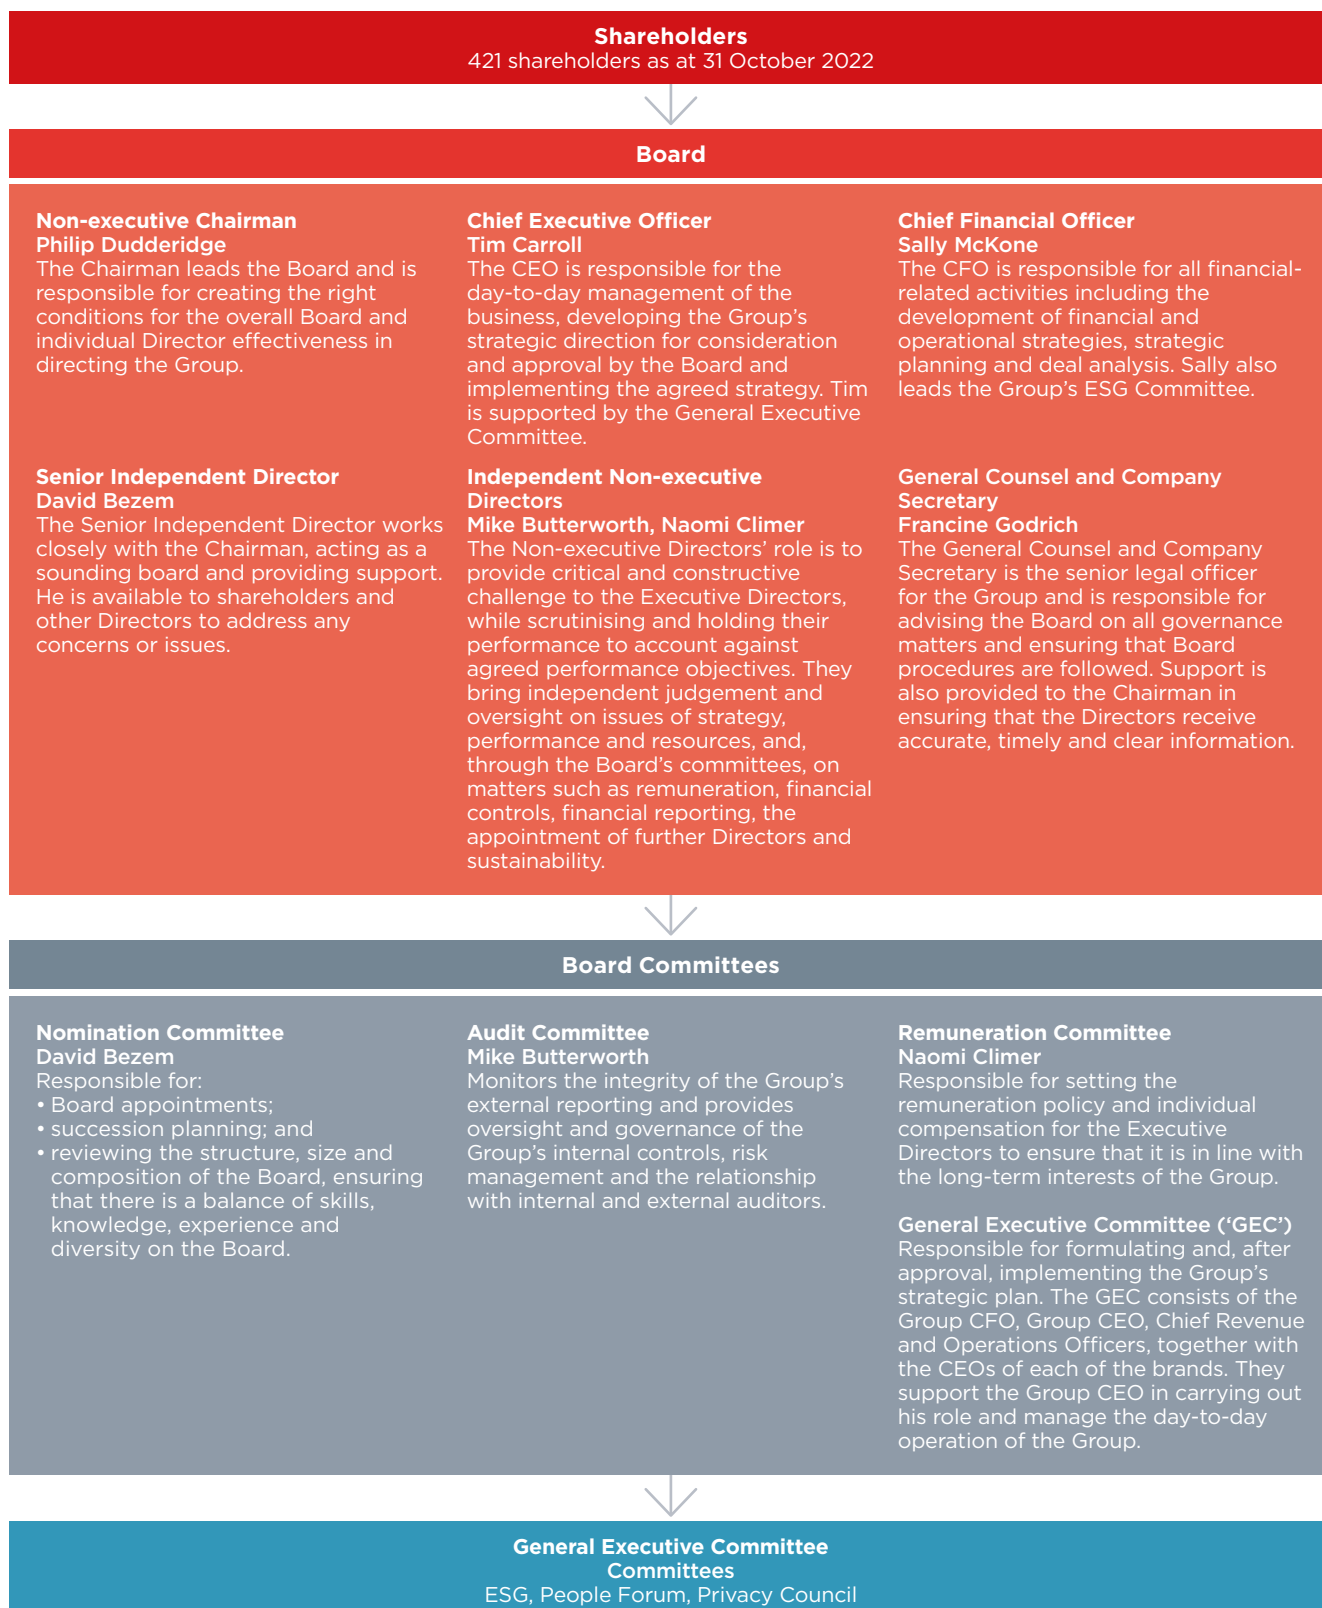 Shareholders
421 shareholders as at 31 October 2022
Board
Non-executive Chairman
Philip Dudderidge
The Chairman leads the Board and is
responsible for creating the right
conditions for the overall Board and
individual Director effectiveness in
directing the Group.
Chief Executive Officer
Tim Carroll
The CEO is responsible for the
day-to-day management of the
business, developing the Group’s
strategic direction for consideration
and approval by the Board and
implementing the agreed strategy. Tim
is supported by the General Executive
Committee.
Chief Financial Officer
Sally McKone
The CFO is responsible for all financial-
related activities including the
development of financial and
operational strategies, strategic
planning and deal analysis. Sally also
leads the Group’s ESG Committee.
Senior Independent Director
David Bezem
The Senior Independent Director works
closely with the Chairman, acting as a
sounding board and providing support.
He is available to shareholders and
other Directors to address any
concerns or issues.
Independent Non-executive
Directors
Mike Butterworth, Naomi Climer
The Non-executive Directors’ role is to
provide critical and constructive
challenge to the Executive Directors,
while scrutinising and holding their
performance to account against
agreed performance objectives. They
bring independent judgement and
oversight on issues of strategy,
performance and resources, and,
through the Board’s committees, on
matters such as remuneration, financial
controls, financial reporting, the
appointment of further Directors and
sustainability.
General Counsel and Company
Secretary
Francine Godrich
The General Counsel and Company
Secretary is the senior legal officer
for the Group and is responsible for
advising the Board on all governance
matters and ensuring that Board
procedures are followed. Support is
also provided to the Chairman in
ensuring that the Directors receive
accurate, timely and clear information.
Board Committees
Nomination Committee
David Bezem
Responsible for:
• Board appointments;
• succession planning; and
• reviewing the structure, size and
composition of the Board, ensuring
that there is a balance of skills,
knowledge, experience and
diversity on the Board.
Audit Committee
Mike Butterworth
Monitors the integrity of the Group’s
external reporting and provides
oversight and governance of the
Group’s internal controls, risk
management and the relationship
with internal and external auditors.
Remuneration Committee
Naomi Climer
Responsible for setting the
remuneration policy and individual
compensation for the Executive
Directors to ensure that it is in line with
the long-term interests of the Group.
General Executive Committee (‘GEC’)
Responsible for formulating and, after
approval, implementing the Group’s
strategic plan. The GEC consists of the
Group CFO, Group CEO, Chief Revenue
and Operations Officers, together with
the CEOs of each of the brands. They
support the Group CEO in carrying out
his role and manage the day-to-day
operation of the Group.
General Executive Committee
Committees
ESG, People Forum, Privacy Council